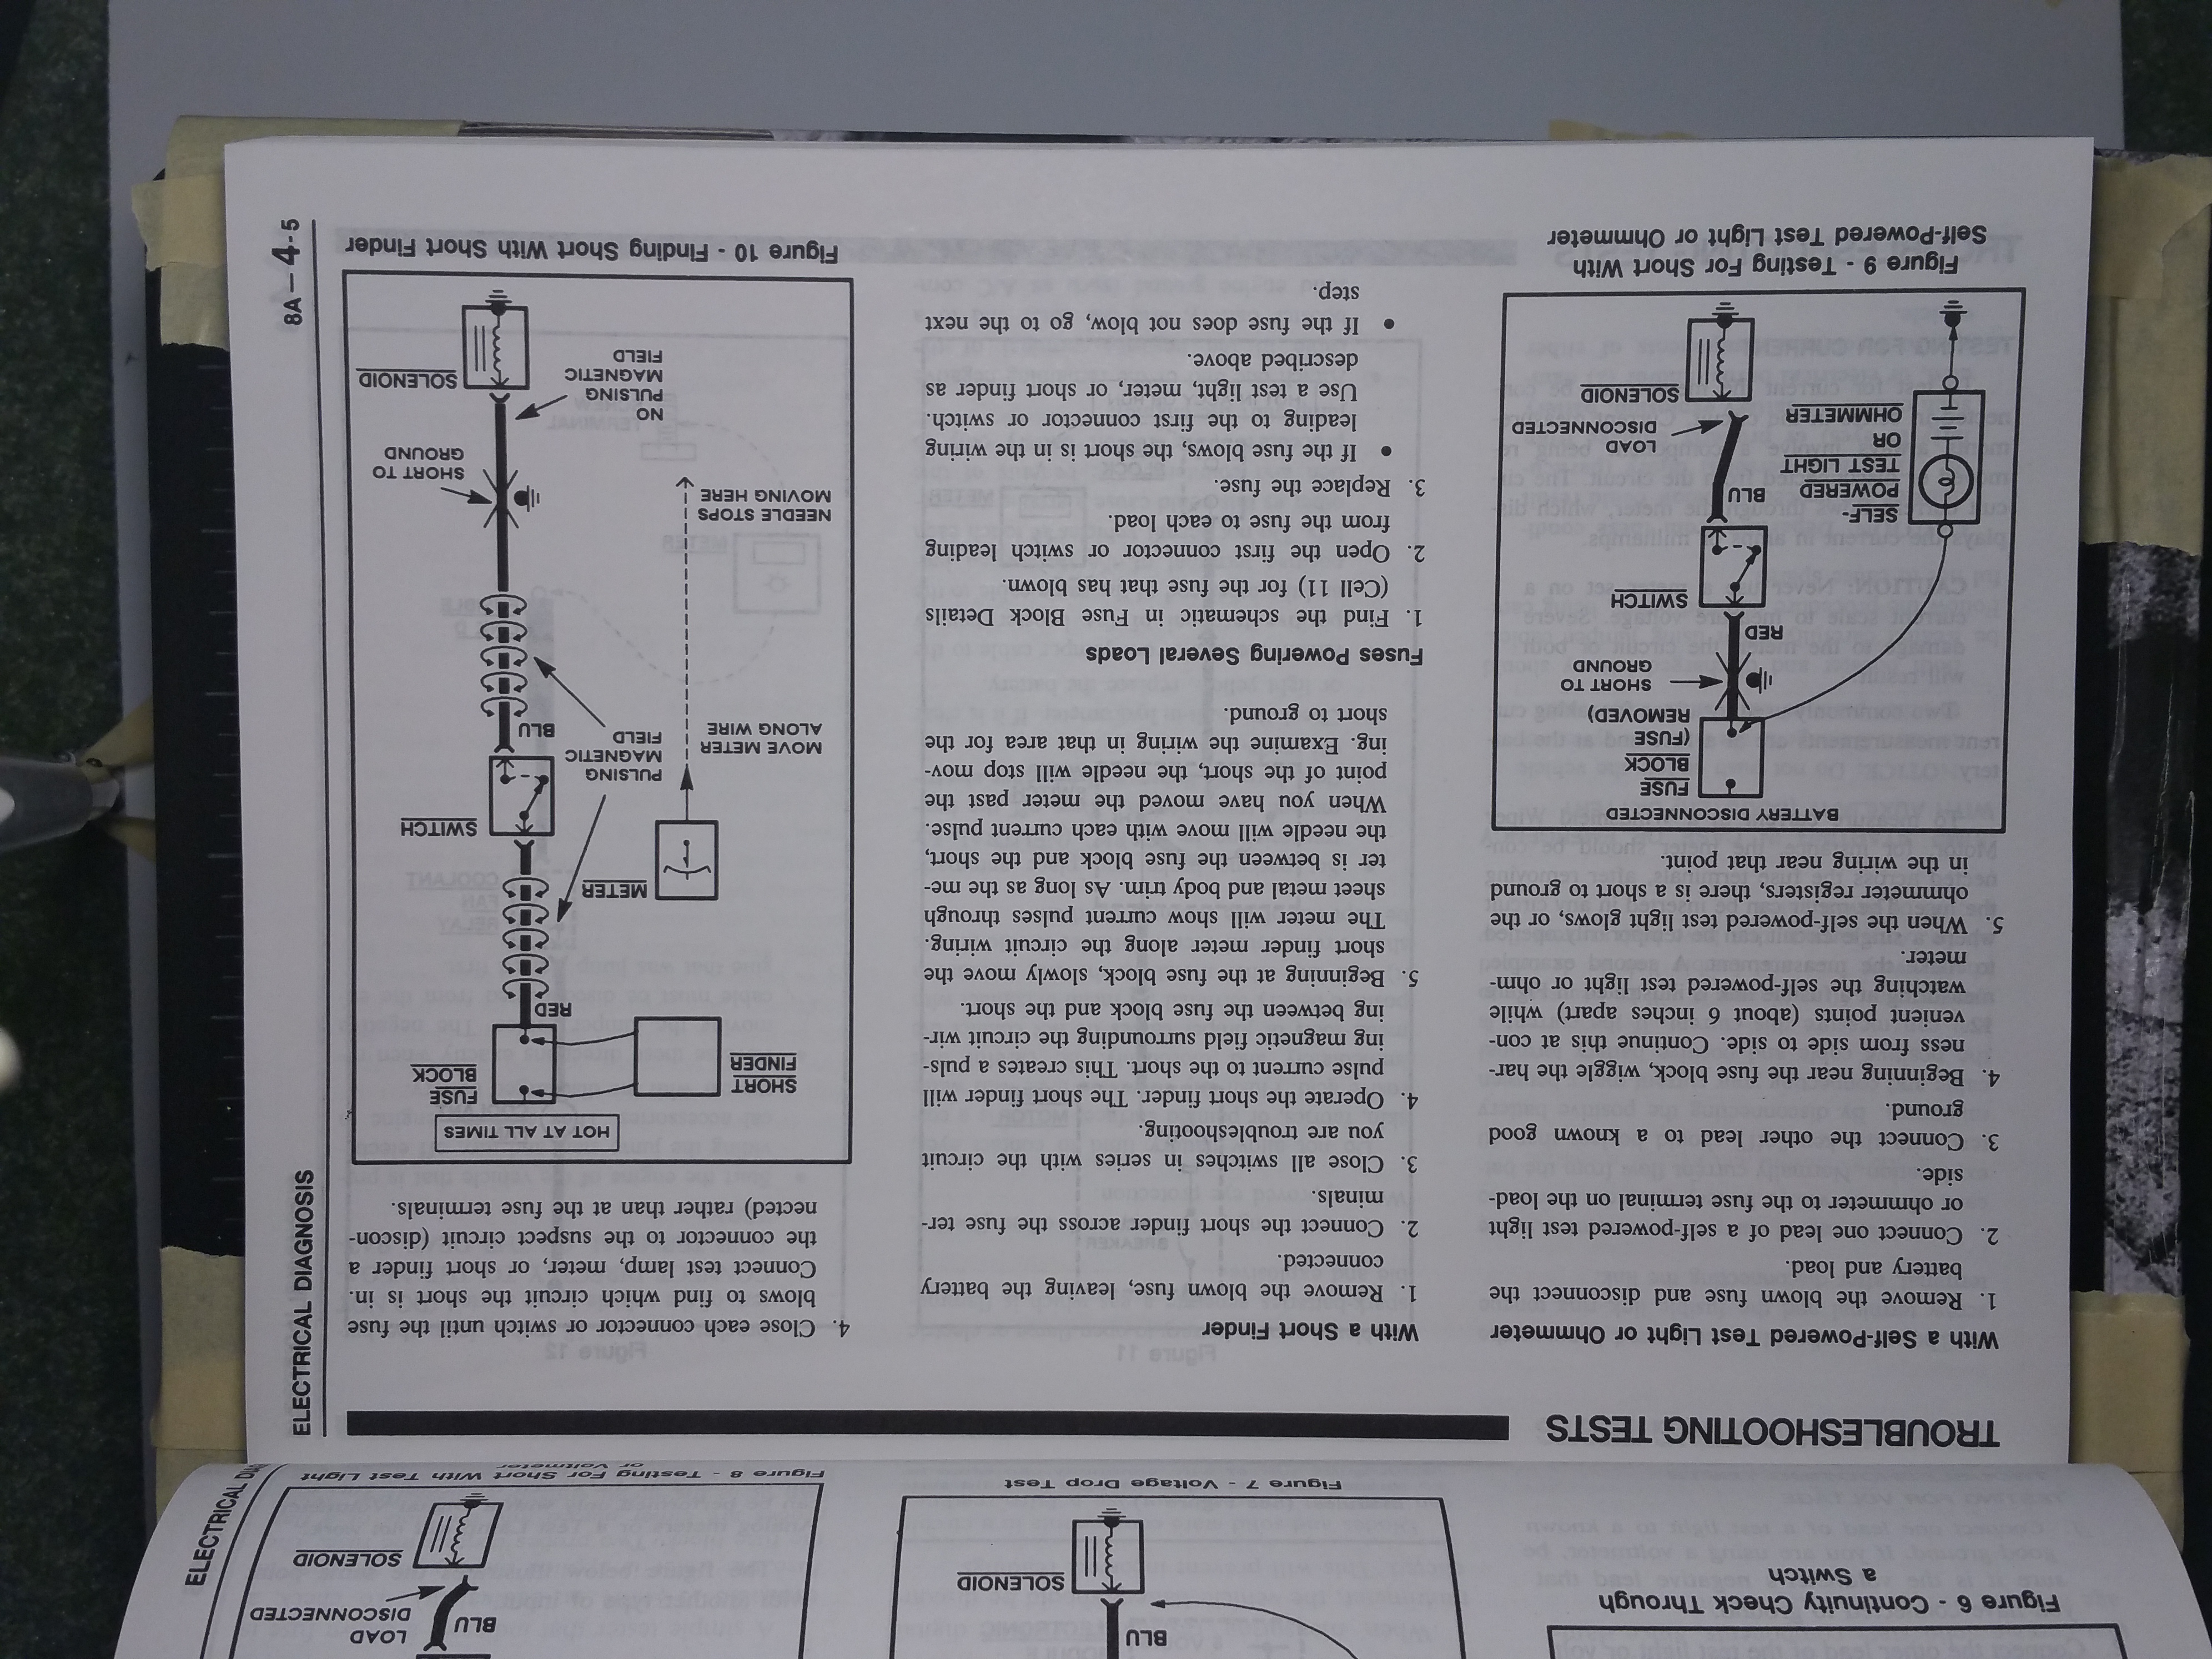 ELECTRICAL DIAGNOSIS
8A—4-5
TROUBLESHOOTING TESTS
With a Self-Powered Test Light or Ohmmeter
1. Remove the blown fuse and disconnect the
battery and load.
2. Connect one lead of a self-powered test light
or ohmmeter to the fuse terminal on the load-
side.
3. Connect the other lead to a known good
ground.
4. Beginning near the fuse block, wiggle the har-
ness from side to side. Continue this at con-
venient points (about 6 inches apart) while
watching the self-powered test light or ohm-
meter.
5. When the self-powered test light glows, or the
ohmmeter registers, there is a short to ground
in the wiring near that point.
BATTERY DISCONNECTED
FUSE
BLOCK
(FUSE
REMOVED)
SHORT TO
GROUND
RED
SWITCH
SELF-
POWERED
TEST LIGHT
OR
OHMMETER
BLU
LOAD
DISCONNECTED
SOLENOID
Figure 9 - Testing For Short With
Self-Powered Test Light or Ohmmeter
With a Short Finder
1. Remove the blown fuse, leaving the battery
connected.
2. Connect the short finder across the fuse ter-
minals.
3. Close all switches in series with the circuit
you are troubleshooting.
4. Operate the short finder. The short finder will
pulse current to the short. This creates a puls-
ing magnetic field surrounding the circuit wir-
ing between the fuse block and the short.
5. Beginning at the fuse block, slowly move the
short finder meter along the circuit wiring.
The meter will show current pulses through
sheet metal and body trim. As long as the me-
ter is between the fuse block and the short,
the needle will move with each current pulse.
When you have moved the meter past the
point of the short, the needle will stop mov-
ing. Examine the wiring in that area for the
short to ground.
Fuses Powering Several Loads
1. Find the schematic in Fuse Block Details
(Cell 11) for the fuse that has blown.
2. Open the first connector or switch leading
from the fuse to each load.
3. Replace the fuse.
• If the fuse blows, the short is in the wiring
leading to the first connector or switch.
Use a test light, meter, or short finder as
described above.
• If the fuse does not blow, go to the next
step.
4. Close each connector or switch until the fuse
blows to find which circuit the short is in.
Connect test lamp, meter, or short finder a
the connector to the suspect circuit (discon-
nected) rather than at the fuse terminals.
HOT AT ALL TIMES
SHORT
FINDER
FUSE
BLOCK
RED
METER
SWITCH
PULSING
MAGNETIC
FIELD
MOVE METER
ALONG WIRE
BLU
NEEDLE STOPS
MOVING HERE
SHORT TO
GROUND
NO
PULSING
MAGNETIC
FIELD
SOLENOID
Figure 10 - Finding Short With Short Finder
Figure 6 - Continuity Check Through
a Switch
BLU
SOLENOID
Figure 7 - Voltage Drop Test
BLU
LOAD
DISCONNECTED
SOLENOID
Figure 8 - Testing For Short With Test Light
or Voltmeter
ELECTRICAL